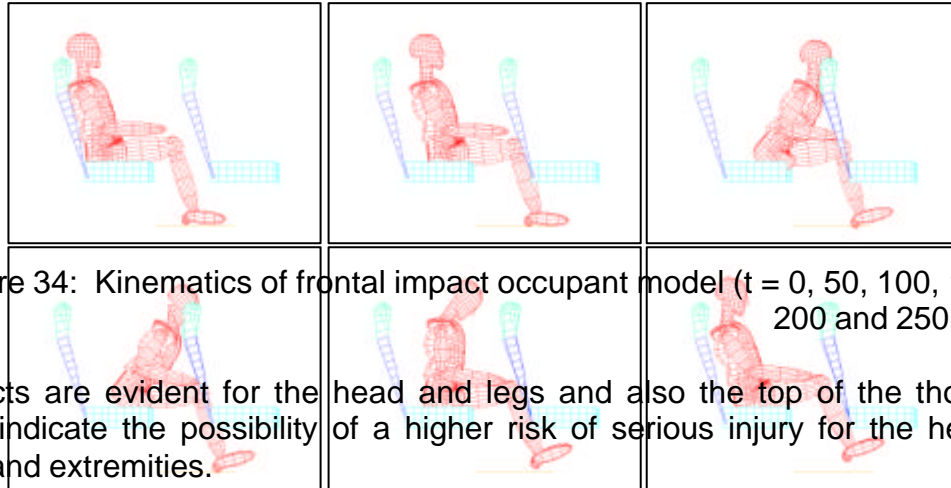 re 34: Kinematics of frontal impact occupant model (t = 0, 50, 100,
200 and 250
cts are evident for the head and legs and also the top of the tho
indicate the possibility of a higher risk of serious injury for the he
and extremities.